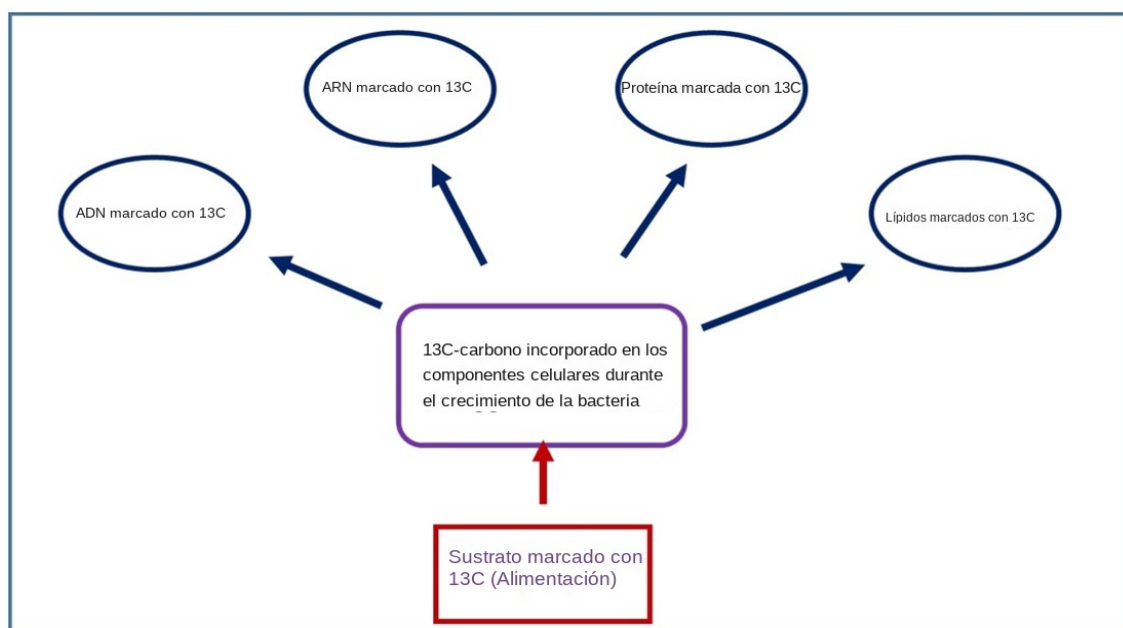 ARN marcado con 13C
Proteína marcada con 13C
ADN marcado con 13C
Lípidos marcados con 13C
13C-carbono incorporado en los
componentes celulares durante
el crecimiento de la bacteria
Sustrato marcado con
13C (Alimentación)